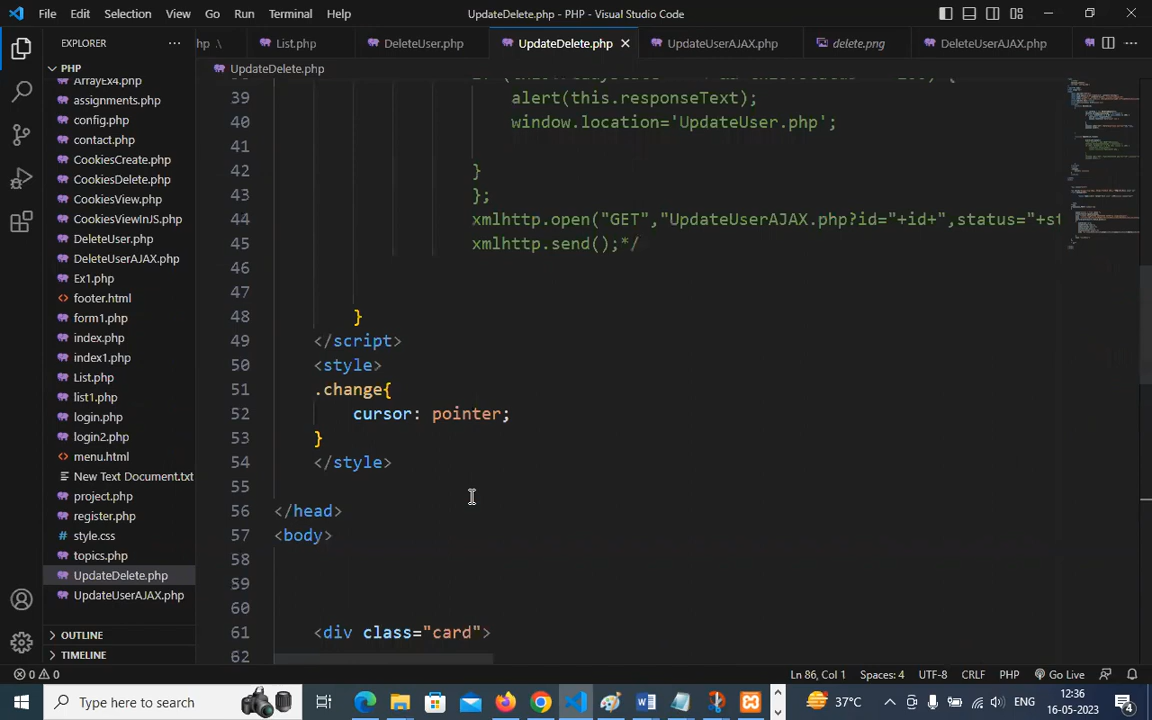 File Edit Selection View Go Run Terminal Help
UpdateDelete.php - PHP - Visual Studio Code
EXPLORER
hp List.php DeleteUser.php UpdateDelete.php UpdateUserAJAX.php delete.png DeleteUserAJAX.php
PHP
UpdateDelete.php
ArrayEx4.php
assignments.php
config.php
contact.php
CookiesCreate.php
CookiesDelete.php
CookiesView.php
CookiesViewInJS.php
DeleteUser.php
DeleteUserAJAX.php
Ex1.php
footer.html
form1.php
index.php
index1.php
List.php
list1.php
login.php
login2.php
menu.html
New Text Document.txt
project.php
register.php
style.css
topics.php
UpdateDelete.php
UpdateUserAJAX.php
OUTLINE
TIMELINE
39 alert(this.responseText);
40 window.location='UpdateUser.php';
41
42 }
43 };
44 xmlhttp.open("GET","UpdateUserAJAX.php?id="+id+",status="+st
45 xmlhttp.send();*/
46
47
48 }
49 </script>
50 <style>
51 .change{
52 cursor: pointer;
53 }
54 </style>
55
56 </head>
57 <body>
58
59
60
61 <div class="card">
62
0 0 Ln 86, Col 1 Spaces: 4 UTF-8 CRLF PHP Go Live
Type here to search
37°C ENG 12:36
16-05-2023 4